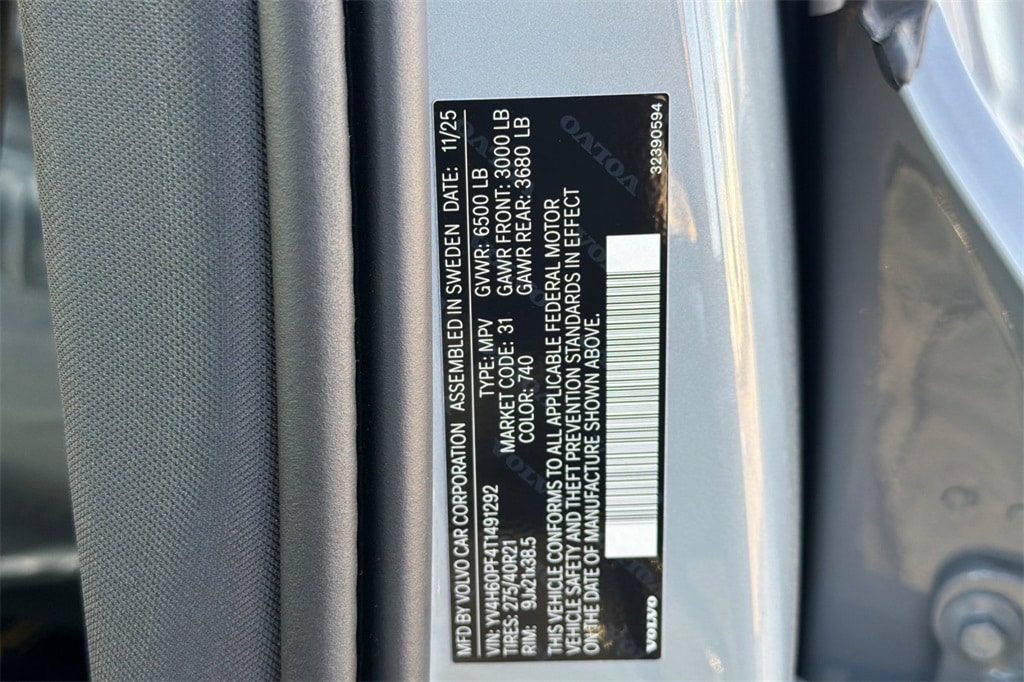 MFD BY VOLVO CAR CORPORATION ASSEMBLED IN SWEDEN DATE: 11/25
VIN: YV4H60PF4T1491292 TYPE: MPV GVWR: 6500 LB
TIRES: 275/40R21 MARKET CODE: 31 GAWR FRONT: 3000 LB
RIM: 9Jx21x38.5 COLOR: 740 GAWR REAR: 3680 LB
THIS VEHICLE CONFORMS TO ALL APPLICABLE FEDERAL MOTOR
VEHICLE SAFETY AND THEFT PREVENTION STANDARDS IN EFFECT
ON THE DATE OF MANUFACTURE SHOWN ABOVE.
VOLVO 32390594